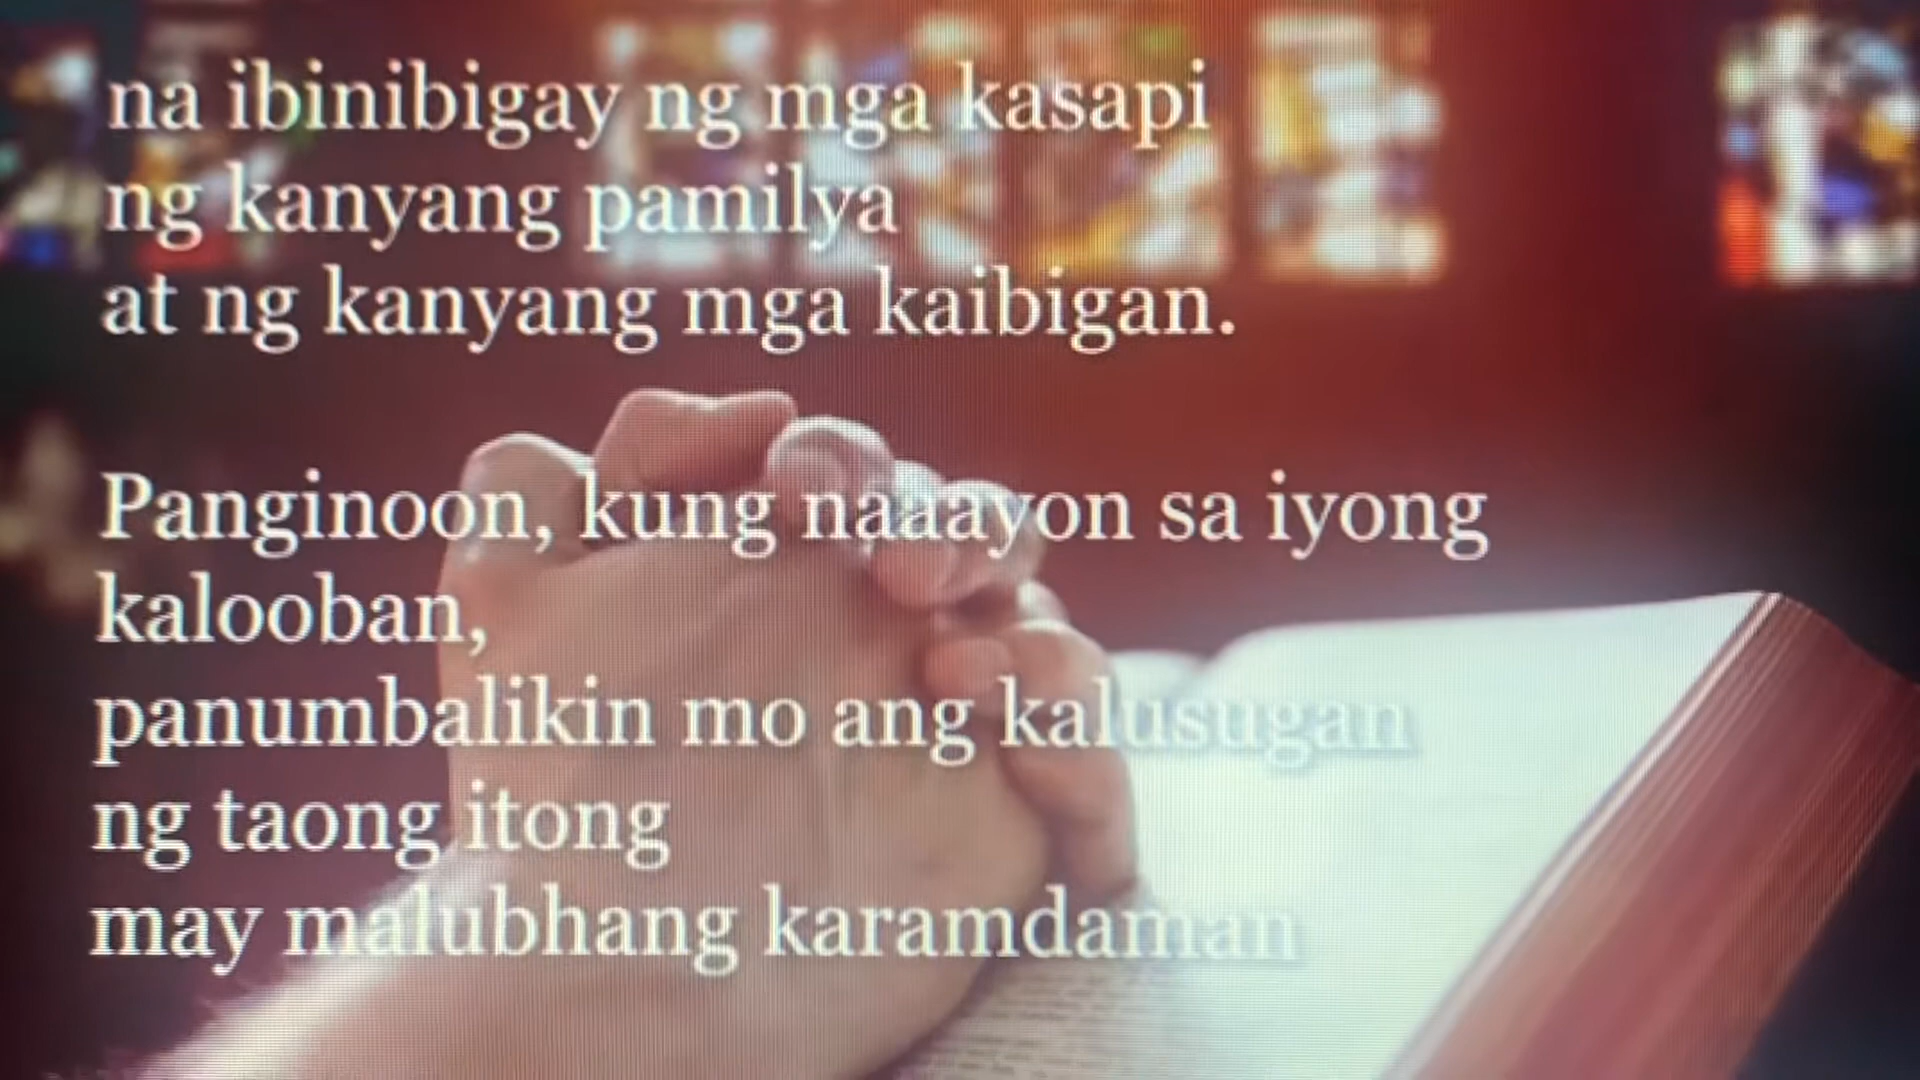 na ibinibigay ng mga kasapi
ng kanyang pamilya
at ng kanyang mga kaibigan.
Panginoon, kung naaayon sa iyong
kalooban,
panumbalikin mo ang kalusugan
ng taong itong
may malubhang karamdaman